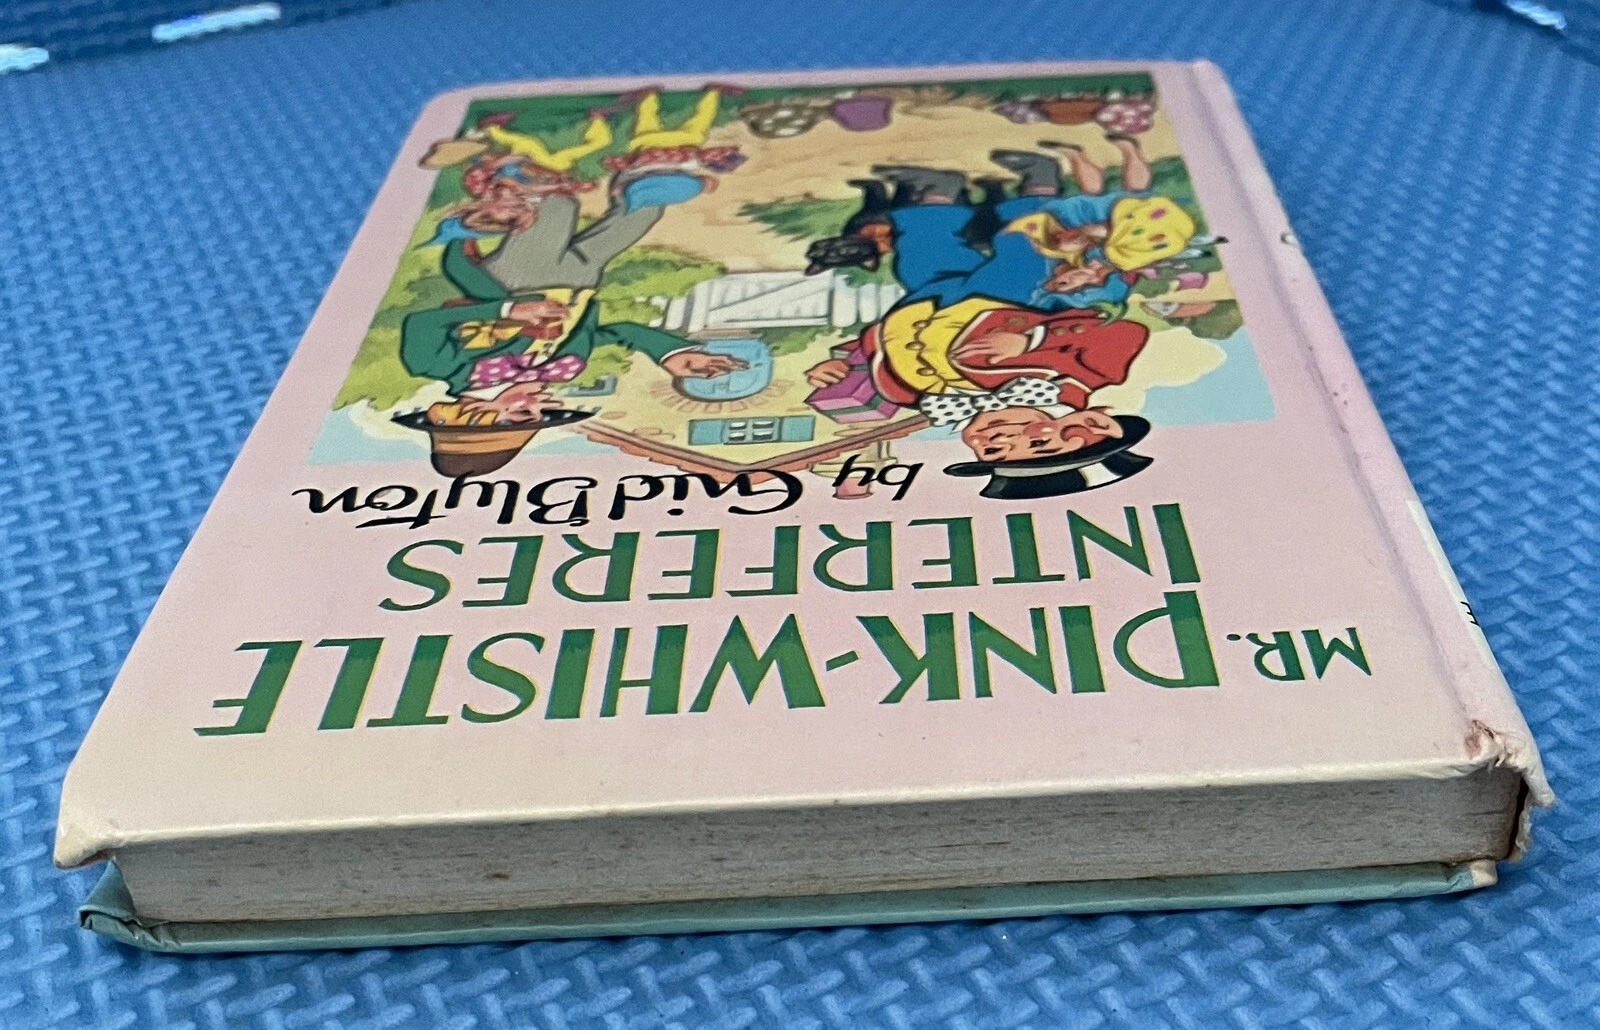 MR. PINK-WHISTLE
INTERFERES
by Enid Blyton